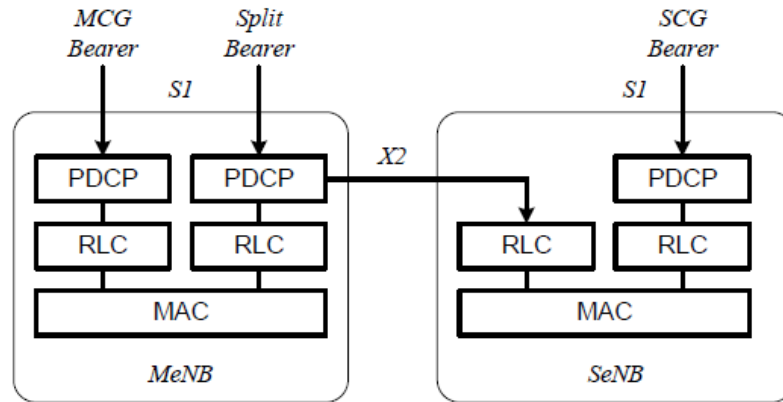 MCG Bearer
Split Bearer
SCG Bearer
S1
S1
X2
PDCP
PDCP
PDCP
RLC
RLC
RLC
RLC
MAC
MAC
MeNB
SeNB